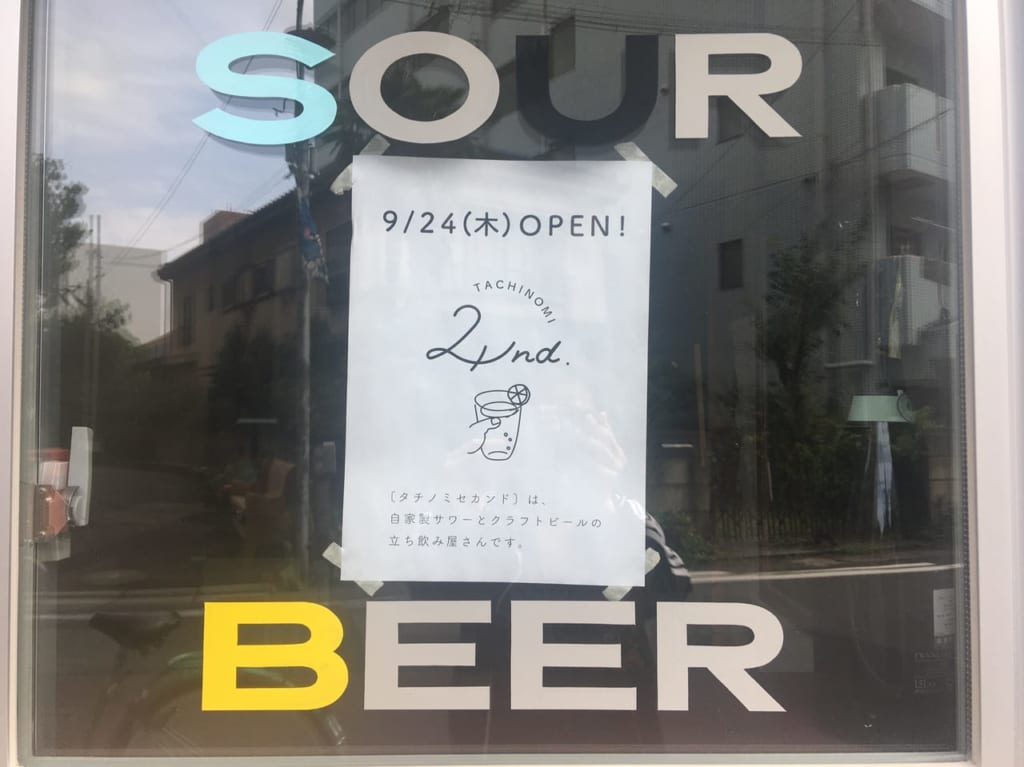 SOUR
9/24(木)OPEN!
TACHINOMI
2nd.
［タチノミセカンド］は、
自家製サワーとクラフトビールの
立ち飲み屋さんです。
BEER